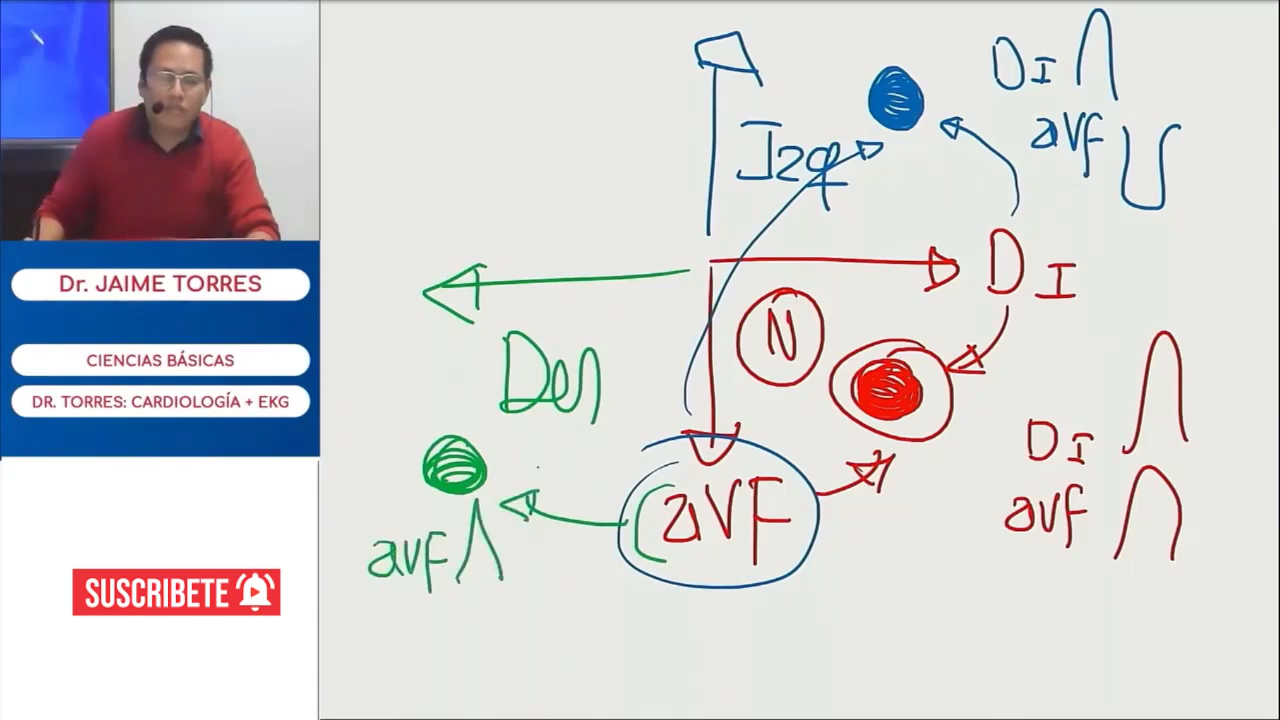 Dr. JAIME TORRES
CIENCIAS BÁSICAS
DR. TORRES: CARDIOLOGÍA + EKG
SUSCRIBETE
DI
aVf
Izq
DI
N
Der
aVF
aVf
DI
aVf